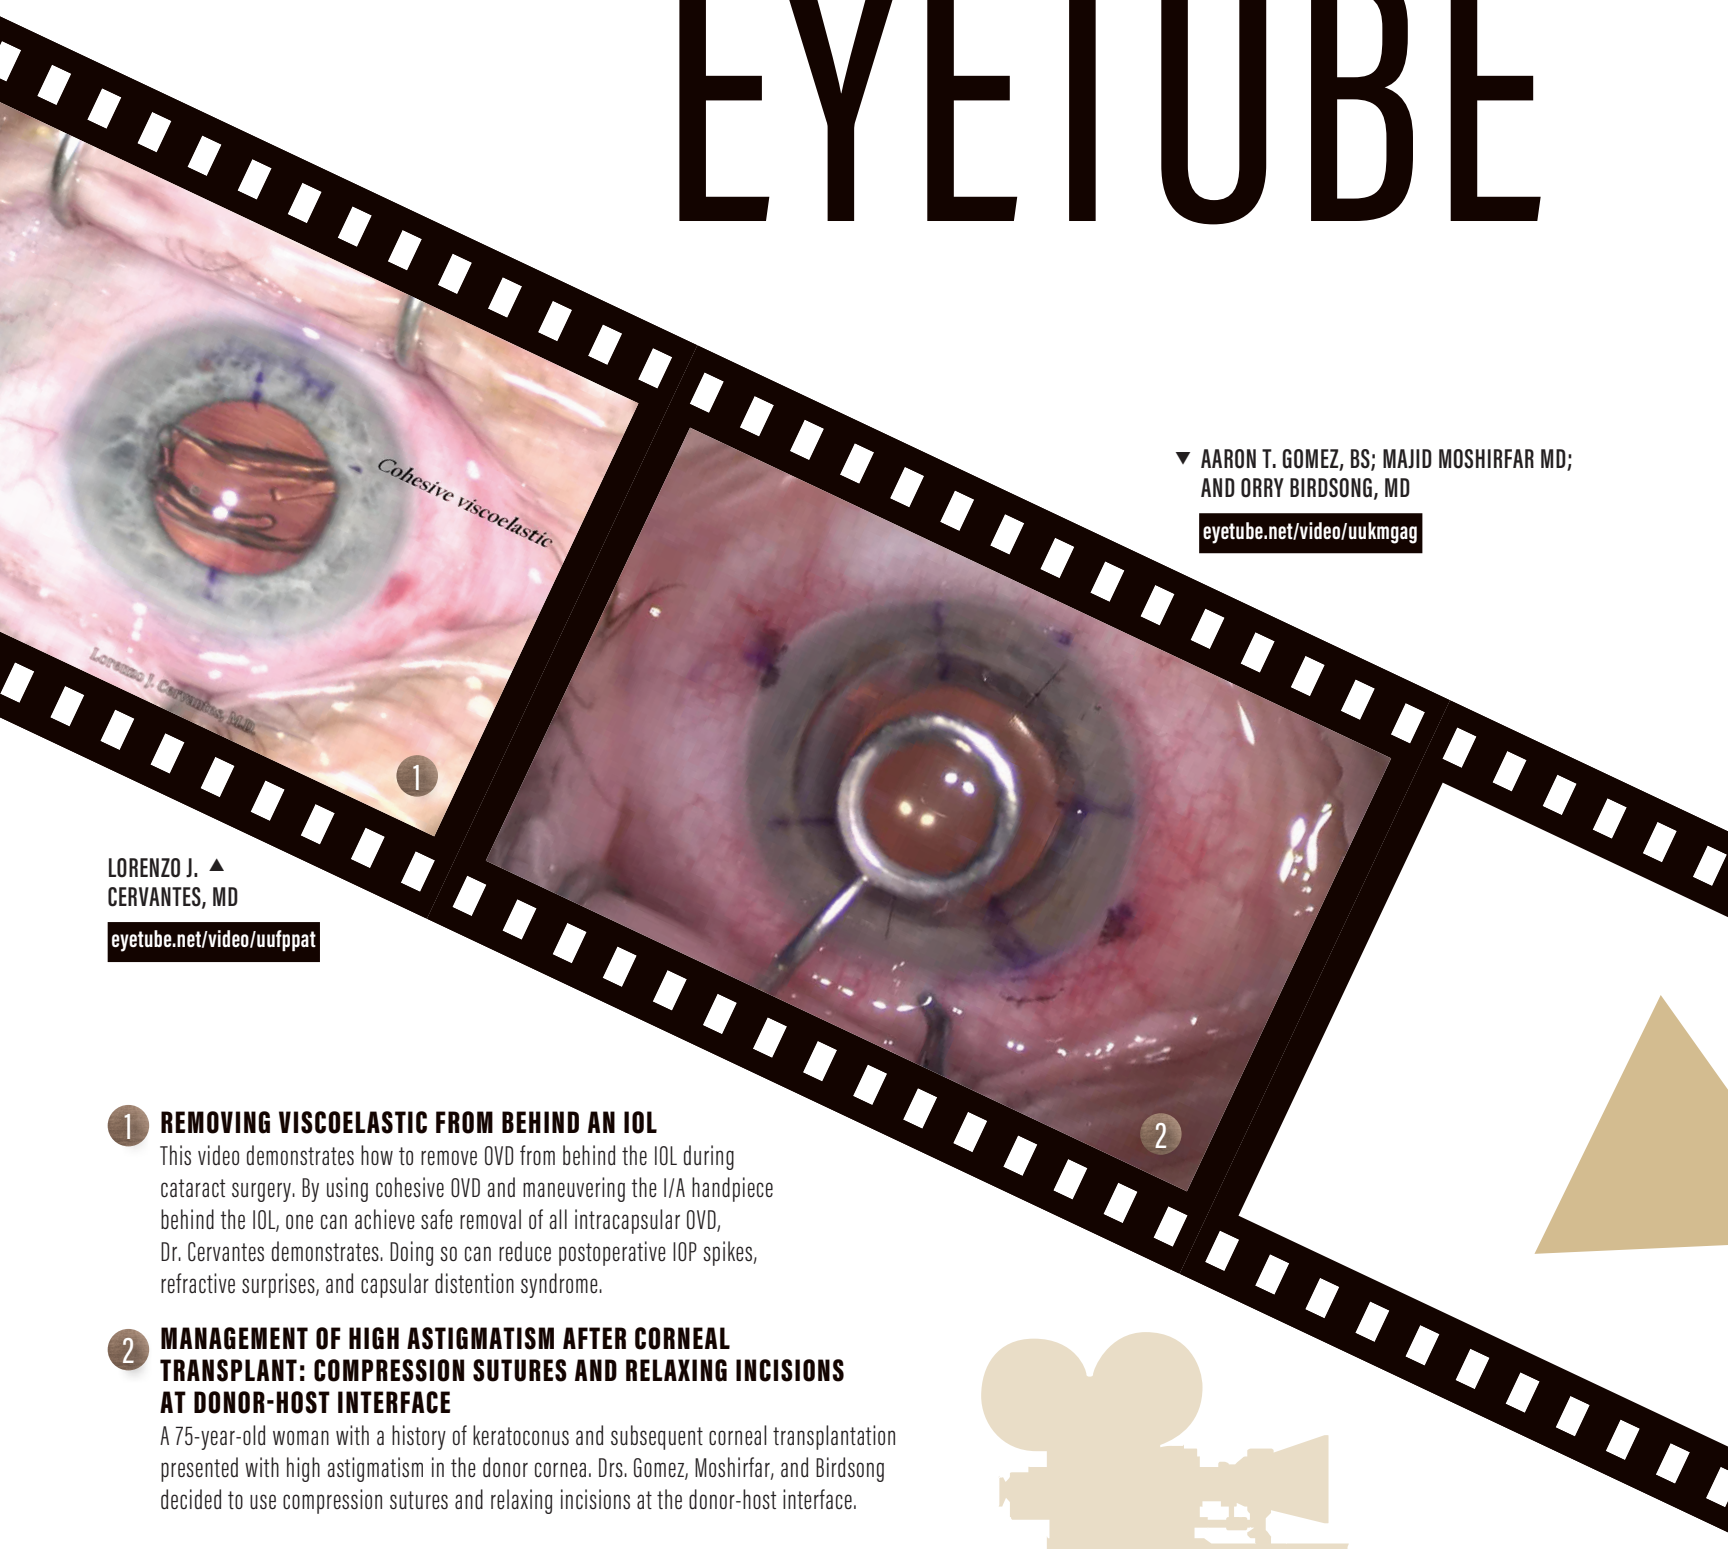 EYETUBE
AARON T. GOMEZ, BS; MAJID MOSHIRFAR MD;
AND ORRY BIRDSONG, MD
eyetube.net/video/uukmgag
Cohesive viscoelastic
Lorenzo J. Cervantes, M.D.
1
2
LORENZO J.
CERVANTES, MD
eyetube.net/video/uufppat
1 REMOVING VISCOELASTIC FROM BEHIND AN IOL
This video demonstrates how to remove OVD from behind the IOL during
cataract surgery. By using cohesive OVD and maneuvering the I/A handpiece
behind the IOL, one can achieve safe removal of all intracapsular OVD,
Dr. Cervantes demonstrates. Doing so can reduce postoperative IOP spikes,
refractive surprises, and capsular distention syndrome.
2 MANAGEMENT OF HIGH ASTIGMATISM AFTER CORNEAL
TRANSPLANT: COMPRESSION SUTURES AND RELAXING INCISIONS
AT DONOR-HOST INTERFACE
A 75-year-old woman with a history of keratoconus and subsequent corneal transplantation
presented with high astigmatism in the donor cornea. Drs. Gomez, Moshirfar, and Birdsong
decided to use compression sutures and relaxing incisions at the donor-host interface.